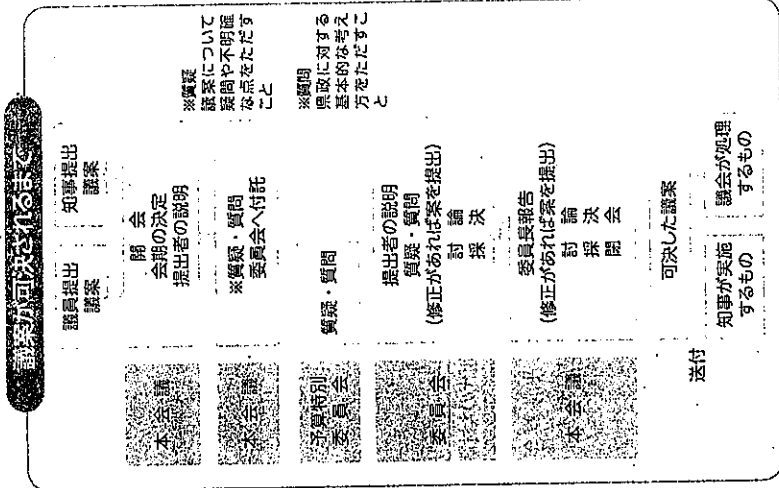 議案が可決されるまで
議員提出
議案
知事提出
議案
本会議
開会
会期の決定
提出者の説明
本会議
※質疑・質問
委員会へ付託
※質疑
議案について
疑問や不明確
な点をただす
こと
予算特別
委員会
質疑・質問
※質問
県政に対する
基本的な考え
方をただすこ
と
委員会
提出者の説明
質疑・質問
(修正があれば案を提出)
討論
採決
本会議
委員長報告
(修正があれば案を提出)
討論
採決
閉会
可決した議案
送付
知事が実施
するもの
議会が処理
するもの